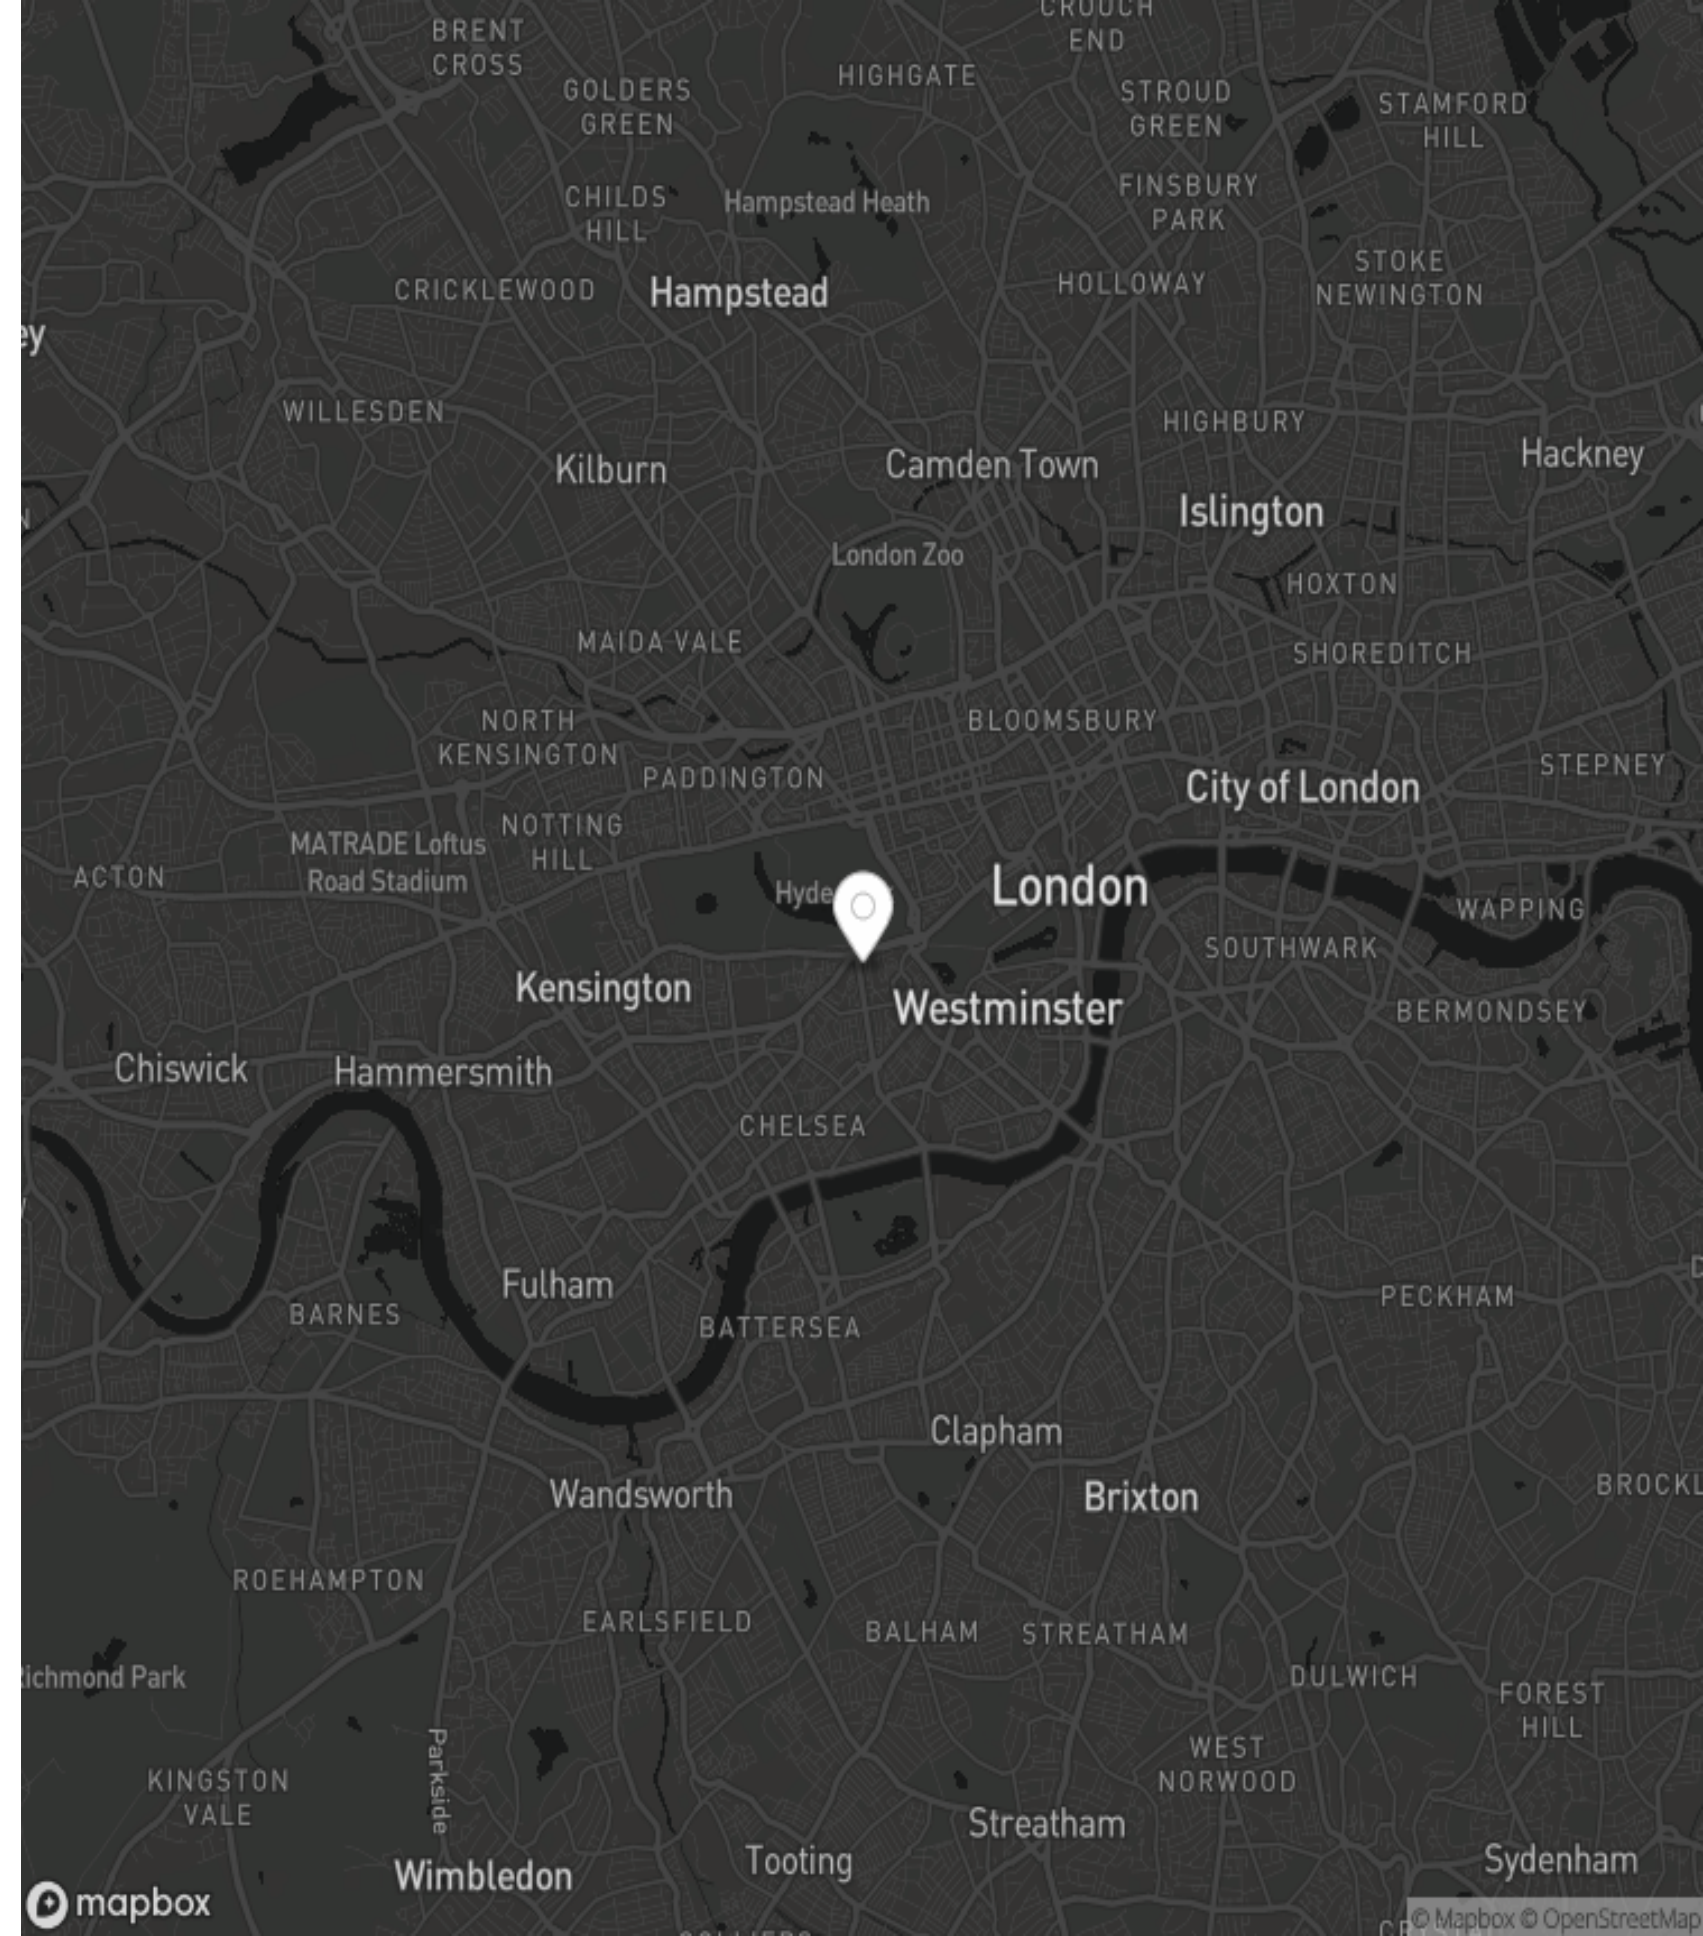 CROUCH
END
BRENT
CROSS
HIGHGATE
GOLDERS
GREEN
STROUD
GREEN
STAMFORD
HILL
CHILDS
HILL
Hampstead Heath
FINSBURY
PARK
STOKE
NEWINGTON
CRICKLEWOOD
Hampstead
HOLLOWAY
ey
WILLESDEN
HIGHBURY
Kilburn
Camden Town
Hackney
Islington
N
London Zoo
HOXTON
MAIDA VALE
SHOREDITCH
NORTH
KENSINGTON
BLOOMSBURY
PADDINGTON
STEPNEY
City of London
NOTTING
HILL
MATRADE Loftus
Road Stadium
ACTON
Hyde
London
WAPPING
SOUTHWARK
Kensington
Westminster
BERMONDSEY
Chiswick
Hammersmith
CHELSEA
Fulham
BARNES
BATTERSEA
PECKHAM
Clapham
Wandsworth
Brixton
BROCKL
ROEHAMPTON
EARLSFIELD
BALHAM
STREATHAM
Richmond Park
DULWICH
FOREST
HILL
Parkside
KINGSTON
VALE
WEST
NORWOOD
Streatham
Wimbledon
Tooting
Sydenham
mapbox
© Mapbox © OpenStreetMap